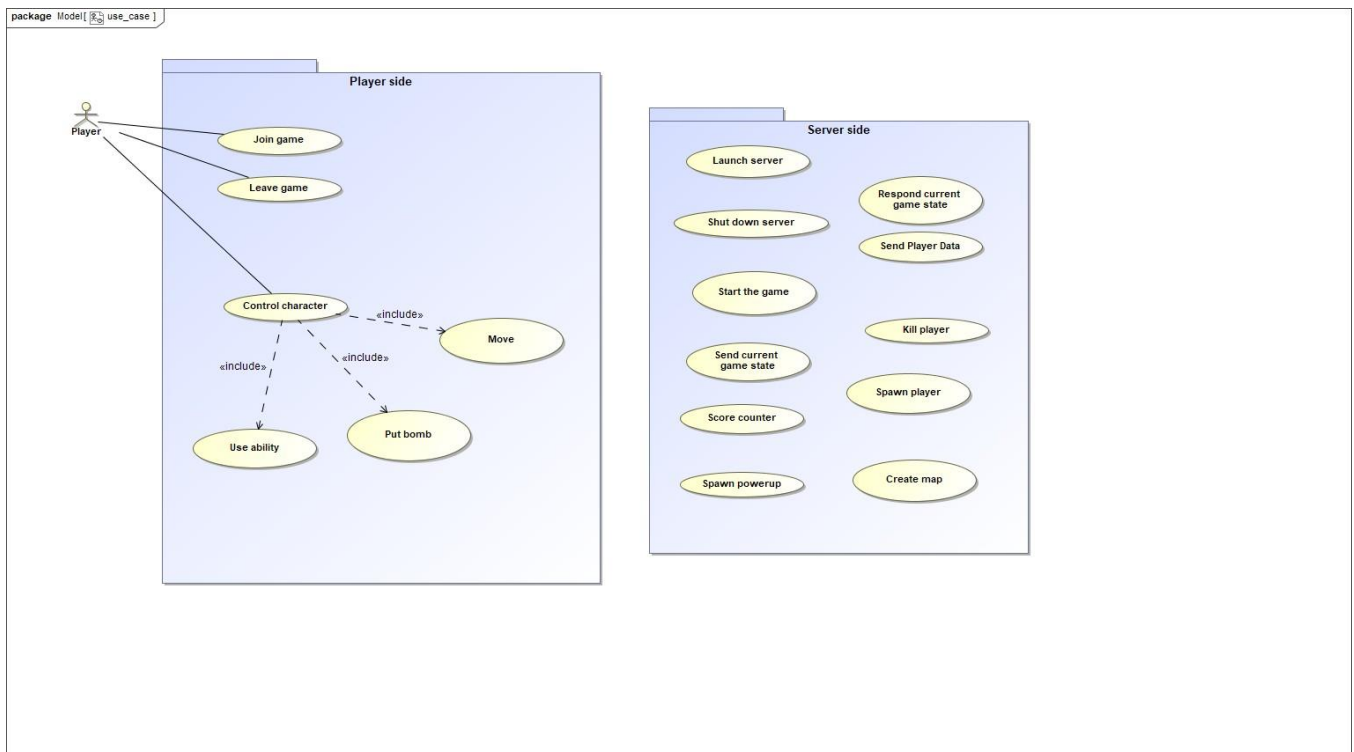 package Model[ use_case ]
Player side
Player
Join game
Leave game
Control character
«include»
«include»
«include»
Move
Use ability
Put bomb
Server side
Launch server
Respond current
game state
Shut down server
Send Player Data
Start the game
Kill player
Send current
game state
Spawn player
Score counter
Spawn powerup
Create map